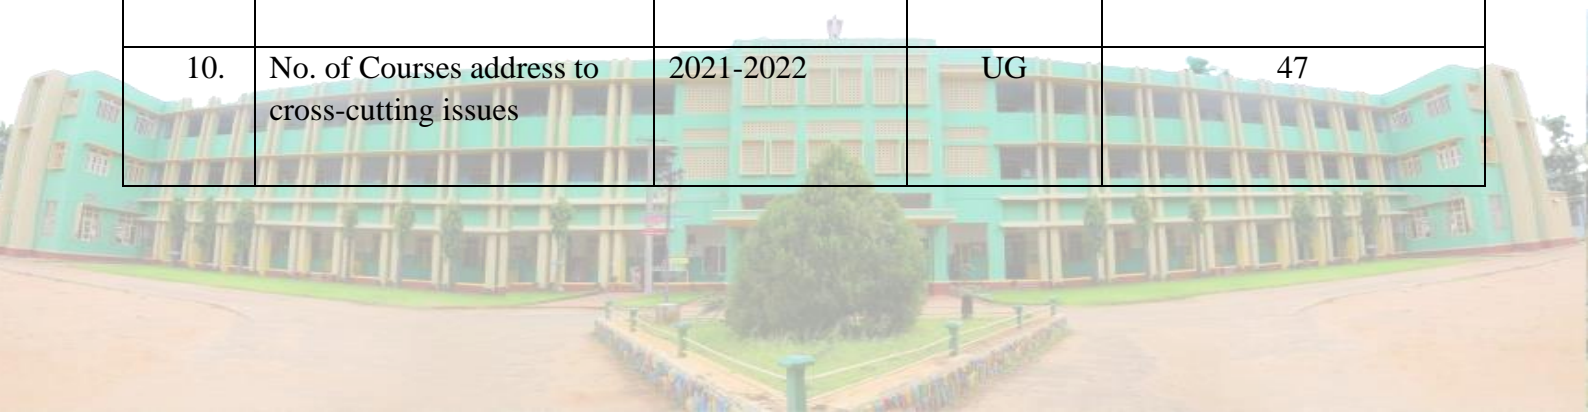 10. No. of Courses address to 2021-2022 UG 47
cross-cutting issues